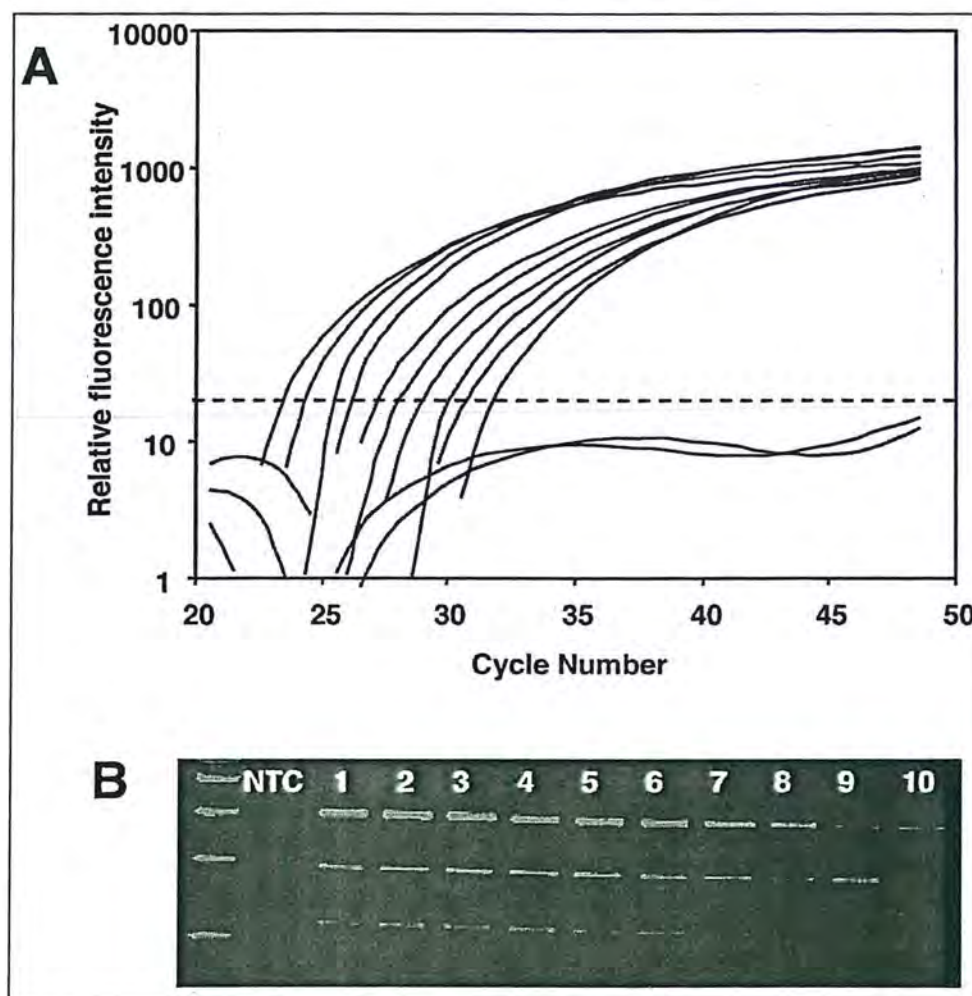 A
10000
1000
100
10
1
Relative fluorescence intensity
20 25 30 35 40 45 50
Cycle Number
B
NTC 1 2 3 4 5 6 7 8 9 10